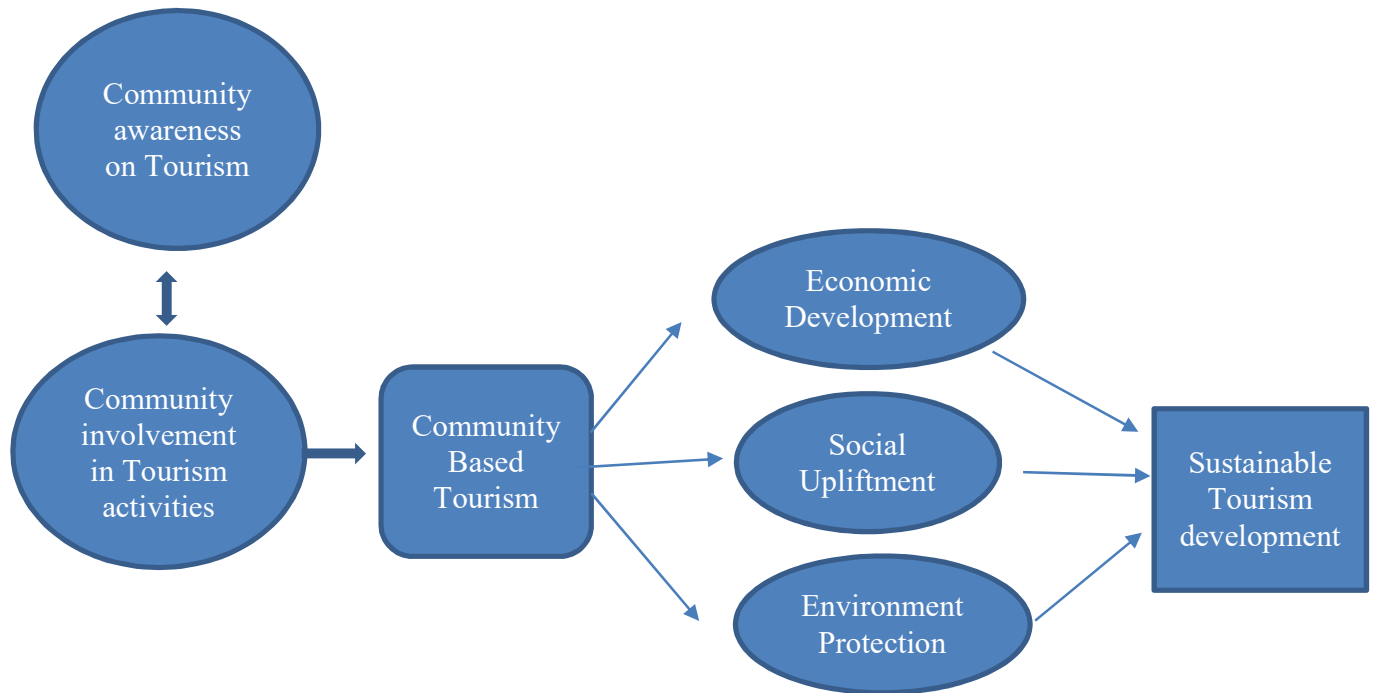 Community
awareness
on Tourism
Community
involvement
in Tourism
activities
Community
Based
Tourism
Economic
Development
Social
Upliftment
Environment
Protection
Sustainable
Tourism
development